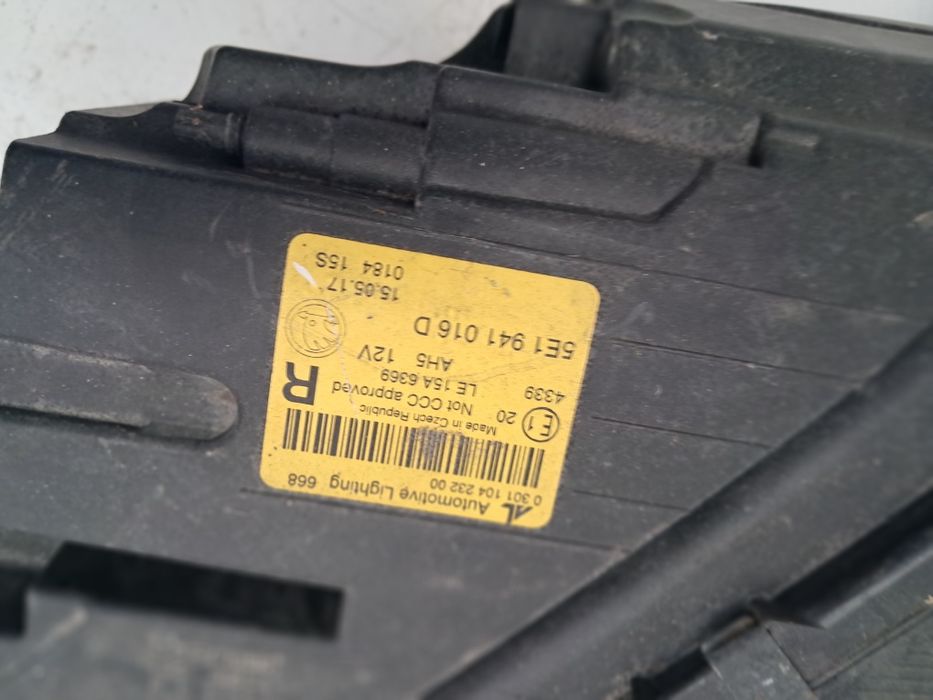 AL Automotive Lighting 668
0 301 104 232 00
Made in Czech Republic
E1 20 Not CCC approved R
LE 15A 6369
4339 AH5 12V
5E1 941 016 D
15.05.17
0184 15S